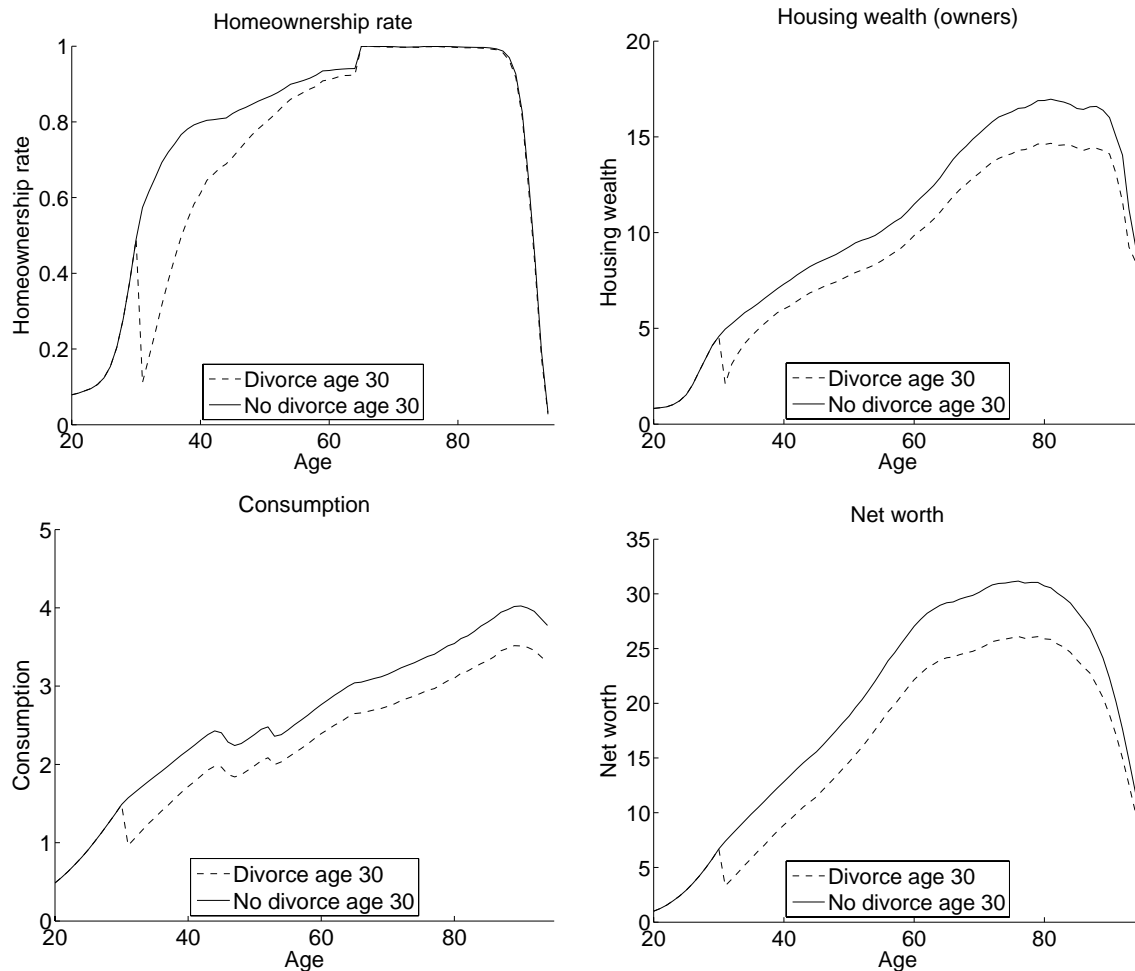 Homeownership rate
Homeownership rate
1
0.8
0.6
0.4
0.2
0
20
40
60
80
Age
Divorce age 30
No divorce age 30
Housing wealth (owners)
Housing wealth
20
15
10
5
0
20
40
60
80
Age
Divorce age 30
No divorce age 30
Consumption
Consumption
5
4
3
2
1
0
20
40
60
80
Age
Divorce age 30
No divorce age 30
Net worth
Net worth
35
30
25
20
15
10
5
0
20
40
60
80
Age
Divorce age 30
No divorce age 30